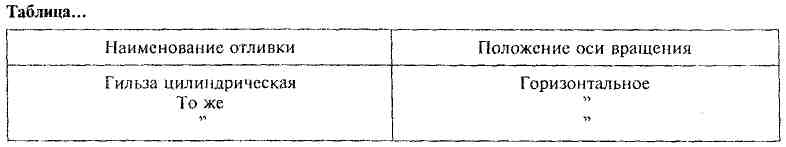 Таблица...
Наименование отливки Положение оси вращения
Гильза цилиндрическая Горизонтальное
То же ”
” ”